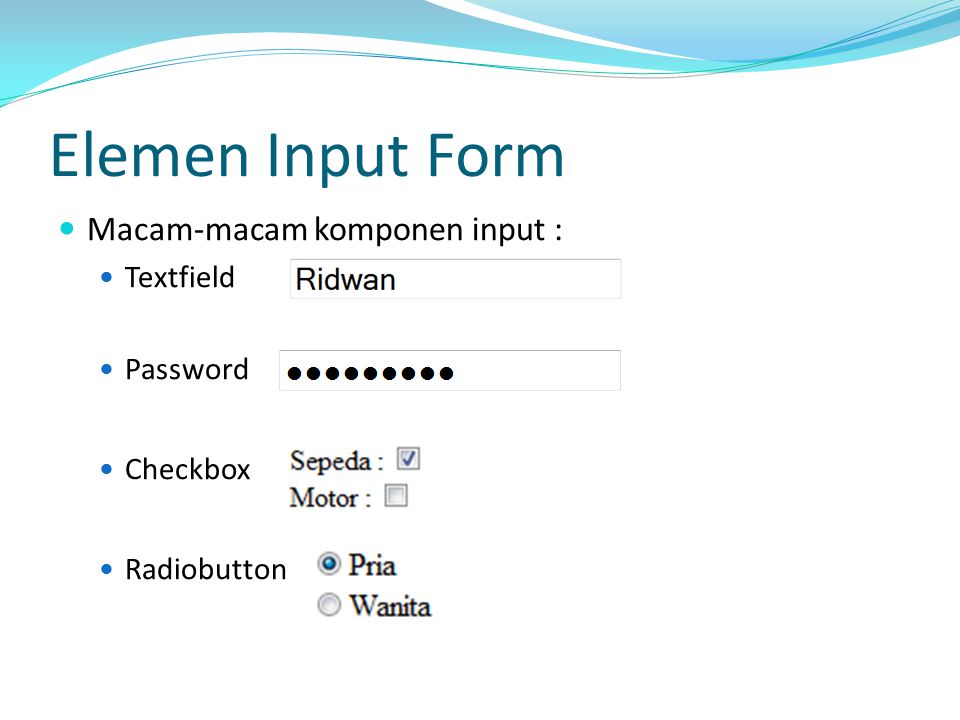 Elemen Input Form
Macam-macam komponen input :
Textfield Ridwan
Password ●●●●●●●●●
Checkbox Sepeda :
Motor :
Radiobutton Pria
Wanita